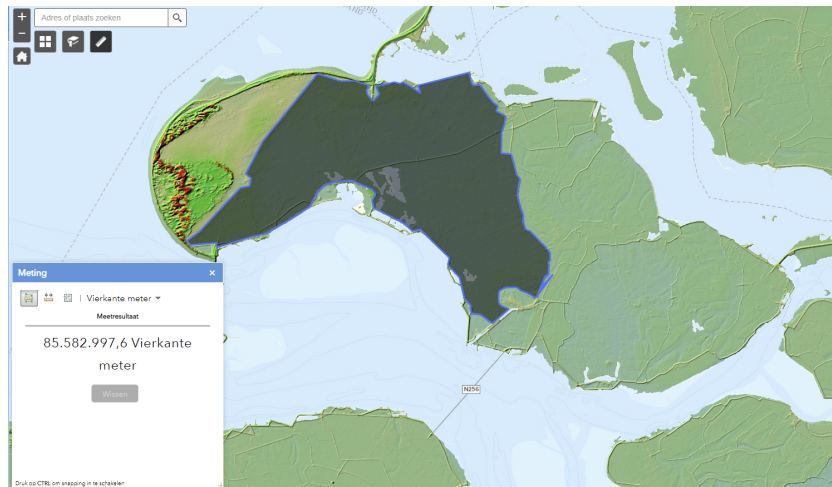 +
Adres of plaats zoeken
−
Meting
×
Vierkante meter
Meetresultaat
85.582.997,6 Vierkante
meter
Wissen
N256
Druk op CTRL om snapping in te schakelen